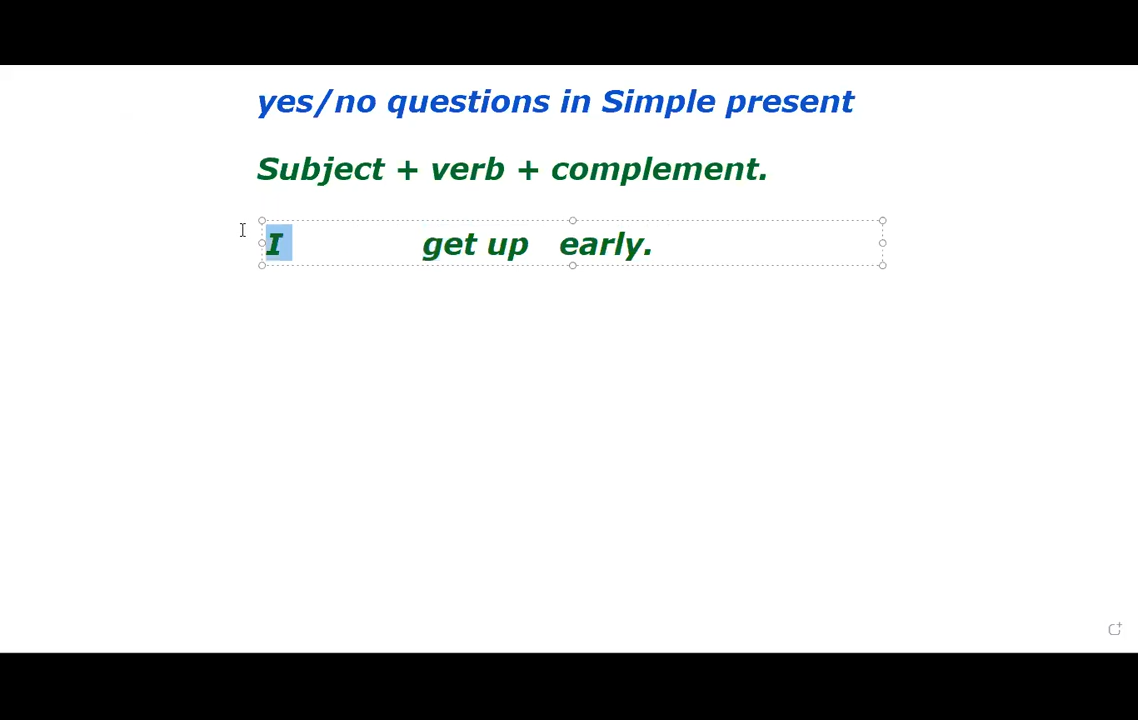 yes/no questions in Simple present
Subject + verb + complement.
I get up early.